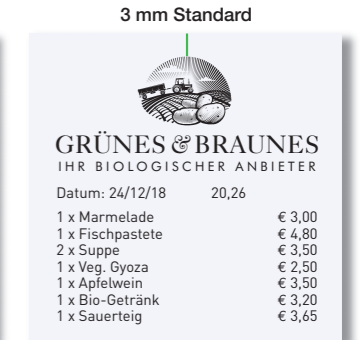 3 mm Standard
GRÜNES & BRAUNES
IHR BIOLOGISCHER ANBIETER
Datum: 24/12/18 20,26
1 x Marmelade € 3,00
1 x Fischpastete € 4,80
2 x Suppe € 3,50
1 x Veg. Gyoza € 2,50
1 x Apfelwein € 3,50
1 x Bio-Getränk € 3,20
1 x Sauerteig € 3,65